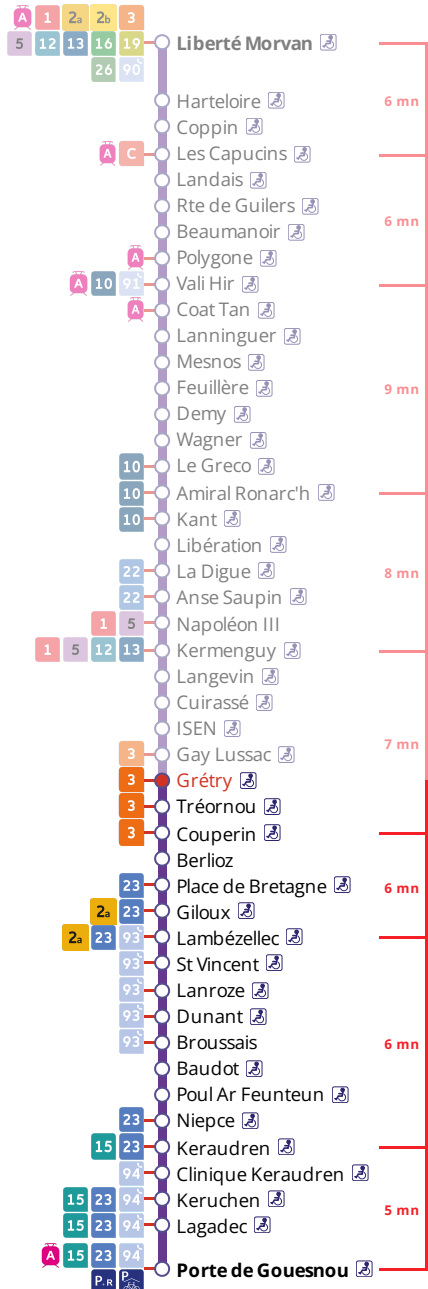 A 1 2a 2b 3
5 12 13 16 19 Liberté Morvan
26 90
Harteloire
6 mn
Coppin
A C Les Capucins
Landais
Rte de Guilers
6 mn
Beaumanoir
A Polygone
A 10 91 Vali Hir
A Coat Tan
Lanninguer
Mesnos
Feuillère
9 mn
Demy
Wagner
10 Le Greco
10 Amiral Ronarc'h
10 Kant
Libération
22 La Digue
8 mn
22 Anse Saupin
1 5 Napoléon III
1 5 12 13 Kermenguy
Langevin
Cuirassé
ISEN
7 mn
3 Gay Lussac
3 Grétry
3 Tréornou
3 Couperin
Berlioz
23 Place de Bretagne
6 mn
2a 23 Giloux
2a 23 93 Lambézellec
93 St Vincent
93 Lanroze
93 Dunant
93 Broussais
6 mn
Baudot
Poul Ar Feunteun
23 Niepce
15 23 Keraudren
94 Clinique Keraudren
15 23 94 Keruchen
5 mn
15 23 94 Lagadec
A 15 23 94 Porte de Gouesnou
P+R P